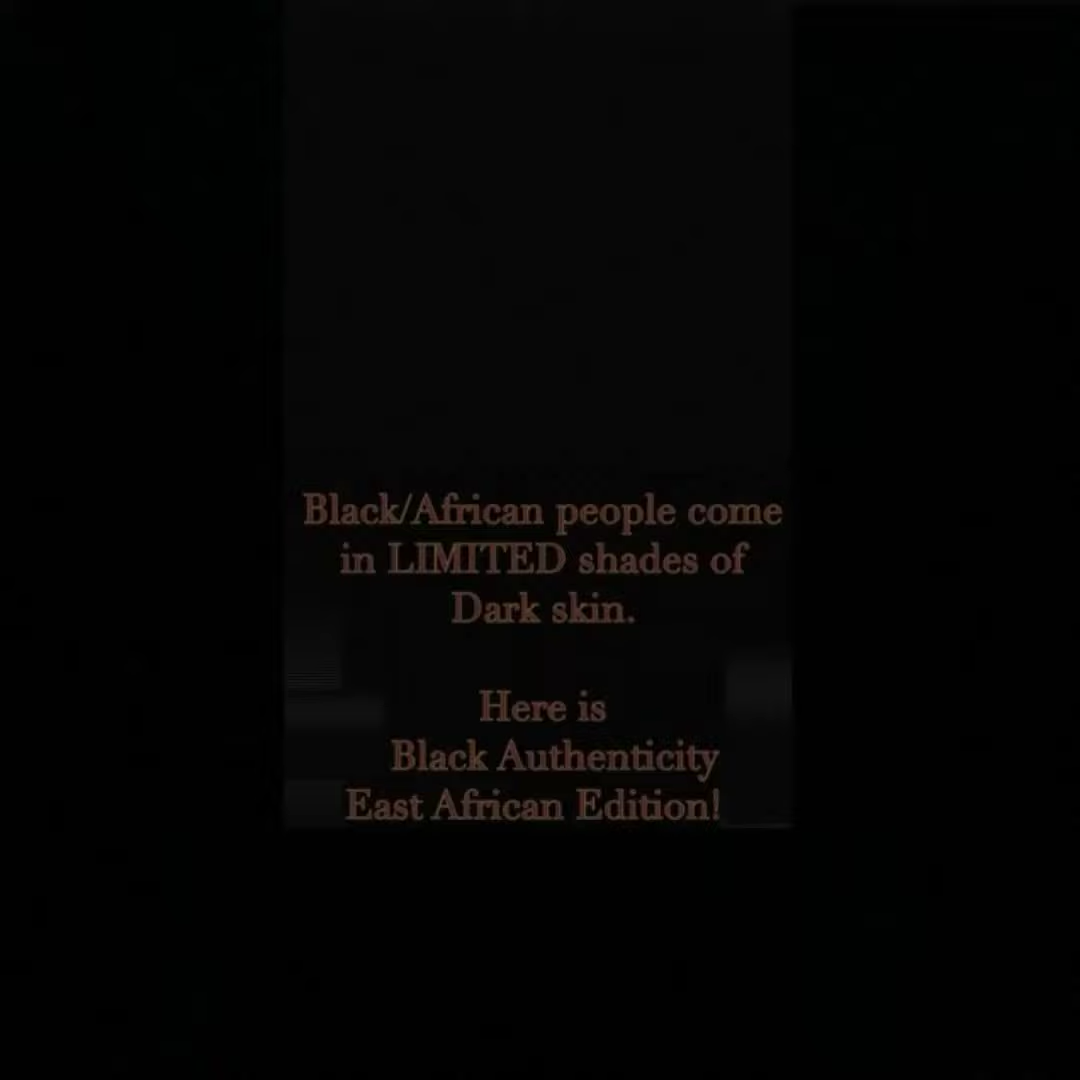 Black/African people come
in LIMITED shades of
Dark skin.
Here is
Black Authenticity
East African Edition!